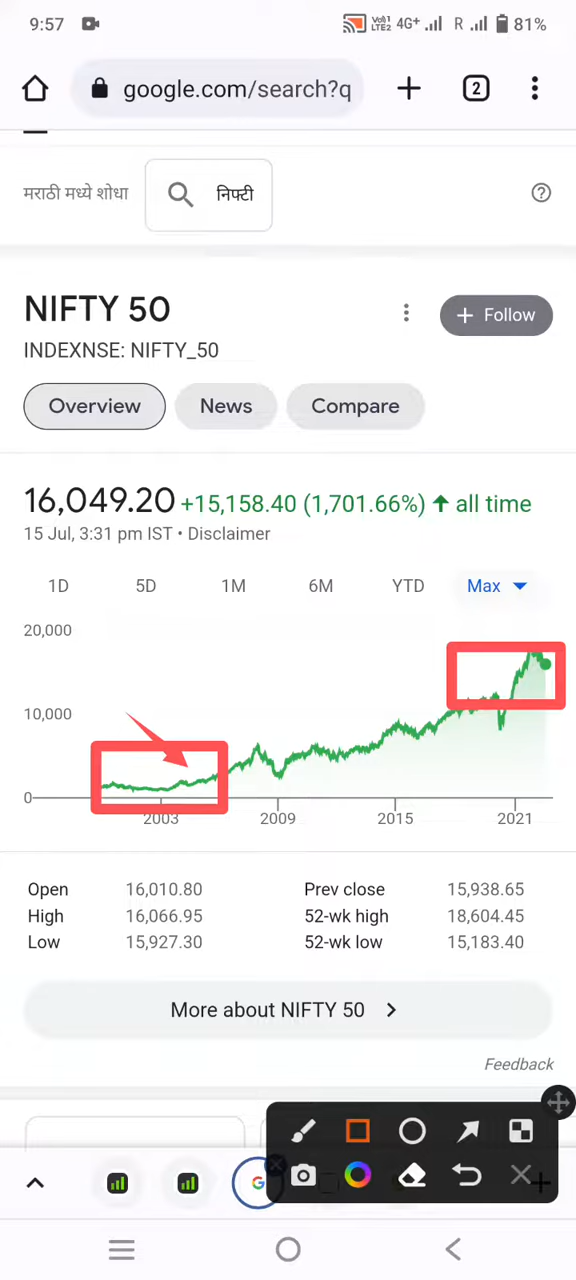 9:57 Vo)) LTE2 4G+ R 81%
google.com/search?q 2
मराठी मध्ये शोधा निफ्टी
NIFTY 50
+ Follow
INDEXNSE: NIFTY_50
Overview News Compare
16,049.20 +15,158.40 (1,701.66%) ↑ all time
15 Jul, 3:31 pm IST • Disclaimer
1D 5D 1M 6M YTD Max
20,000
10,000
0
2003 2009 2015 2021
Open 16,010.80 Prev close 15,938.65
High 16,066.95 52-wk high 18,604.45
Low 15,927.30 52-wk low 15,183.40
More about NIFTY 50 >
Feedback
G